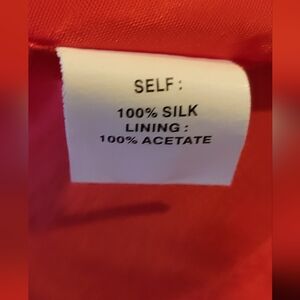 SELF :
100% SILK
LINING :
100% ACETATE